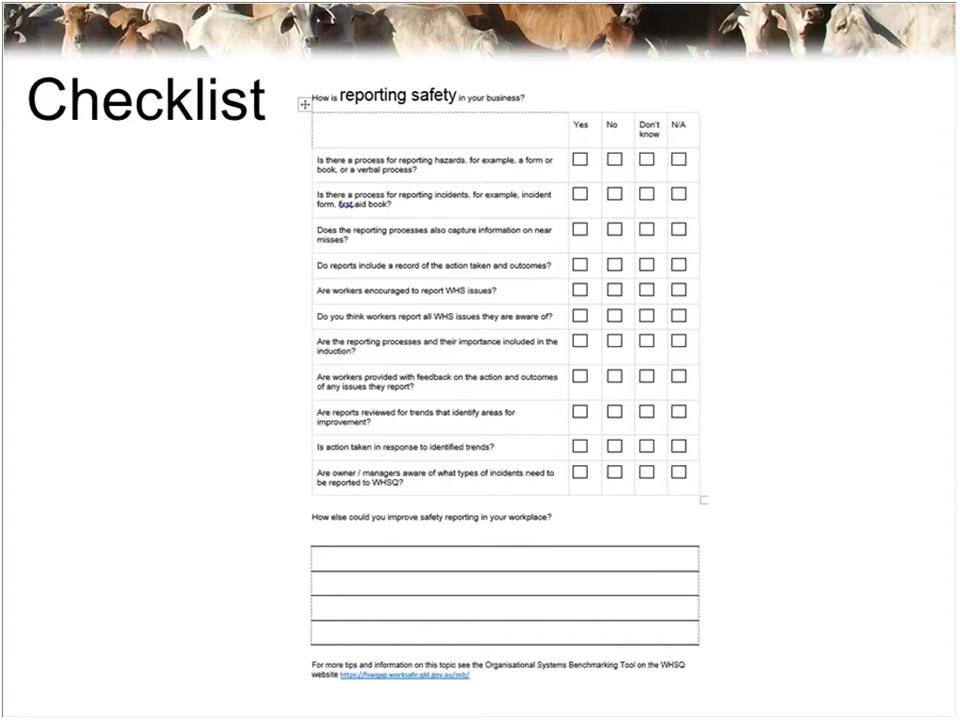 Checklist
How is reporting safety in your business?
Yes No Don't know N/A
Is there a process for reporting hazards, for example, a form or
book, or a verbal process?
Is there a process for reporting incidents, for example, incident
form, first aid book?
Does the reporting processes also capture information on near
misses?
Do reports include a record of the action taken and outcomes?
Are workers encouraged to report WHS issues?
Do you think workers report all WHS issues they are aware of?
Are the reporting processes and their importance included in the
induction?
Are workers provided with feedback on the action and outcomes
of any issues they report?
Are reports reviewed for trends that identify areas for
improvement?
Is action taken in response to identified trends?
Are owner / managers aware of what types of incidents need to
be reported to WHSQ?
How else could you improve safety reporting in your workplace?
For more tips and information on this topic see the Organisational Systems Benchmarking Tool on the WHSQ
website https://fswqap.worksafe.qld.gov.au/osb/